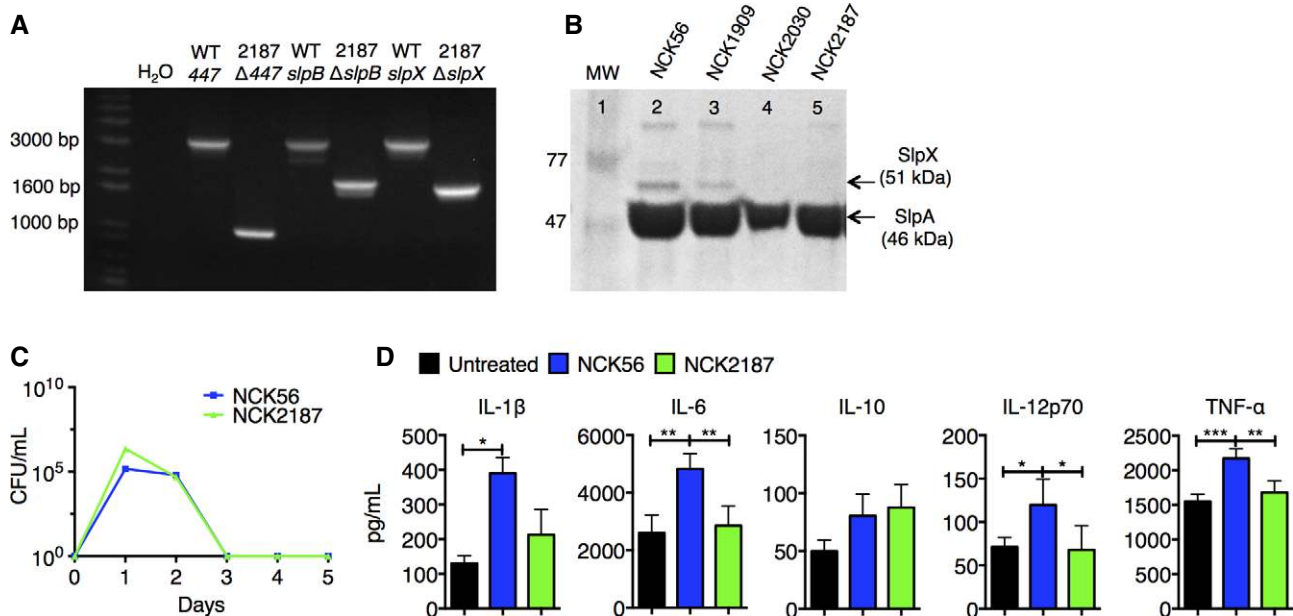 A
H₂O
WT 2187 WT 2187 WT 2187
447 Δ447 slpB ΔslpB slpX ΔslpX
3000 bp
1600 bp
1000 bp
B
NCK56
NCK1909
NCK2030
NCK2187
MW
1 2 3 4 5
77
47
SlpX
(51 kDa)
SlpA
(46 kDa)
C
NCK56
NCK2187
CFU/mL
10¹⁰
10⁵
10⁰
0 1 2 3 4 5
Days
D
Untreated NCK56 NCK2187
pg/mL
IL-1β
*
500
400
300
200
100
0
IL-6
** **
6000
4000
2000
0
IL-10
150
100
50
0
IL-12p70
* *
200
150
100
50
0
TNF-α
*** **
2500
2000
1500
1000
500
0